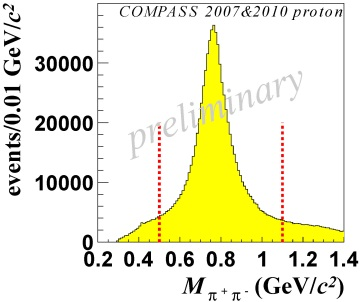 COMPASS 2007&2010 proton
events/0.01 GeV/c²
preliminary
30000
20000
10000
0
0.2 0.4 0.6 0.8 1 1.2 1.4
M π⁺π⁻ (GeV/c²)